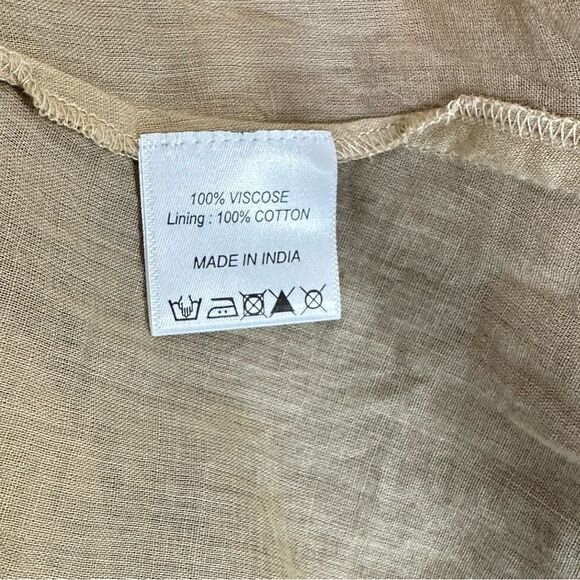 100% VISCOSE
Lining : 100% COTTON
MADE IN INDIA